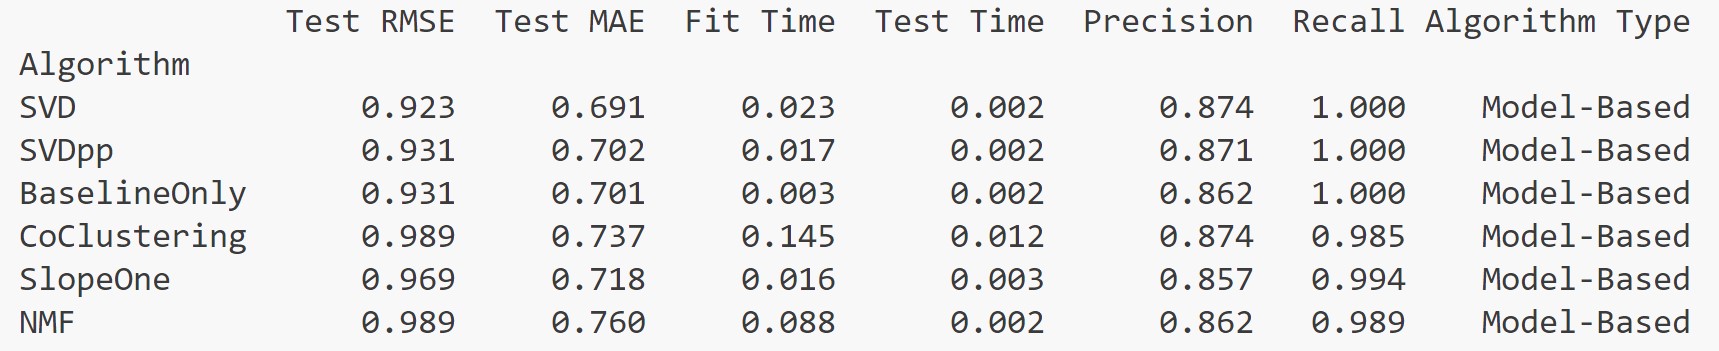 Test RMSE Test MAE Fit Time Test Time Precision Recall Algorithm Type
Algorithm
SVD 0.923 0.691 0.023 0.002 0.874 1.000 Model-Based
SVDpp 0.931 0.702 0.017 0.002 0.871 1.000 Model-Based
BaselineOnly 0.931 0.701 0.003 0.002 0.862 1.000 Model-Based
CoClustering 0.989 0.737 0.145 0.012 0.874 0.985 Model-Based
SlopeOne 0.969 0.718 0.016 0.003 0.857 0.994 Model-Based
NMF 0.989 0.760 0.088 0.002 0.862 0.989 Model-Based